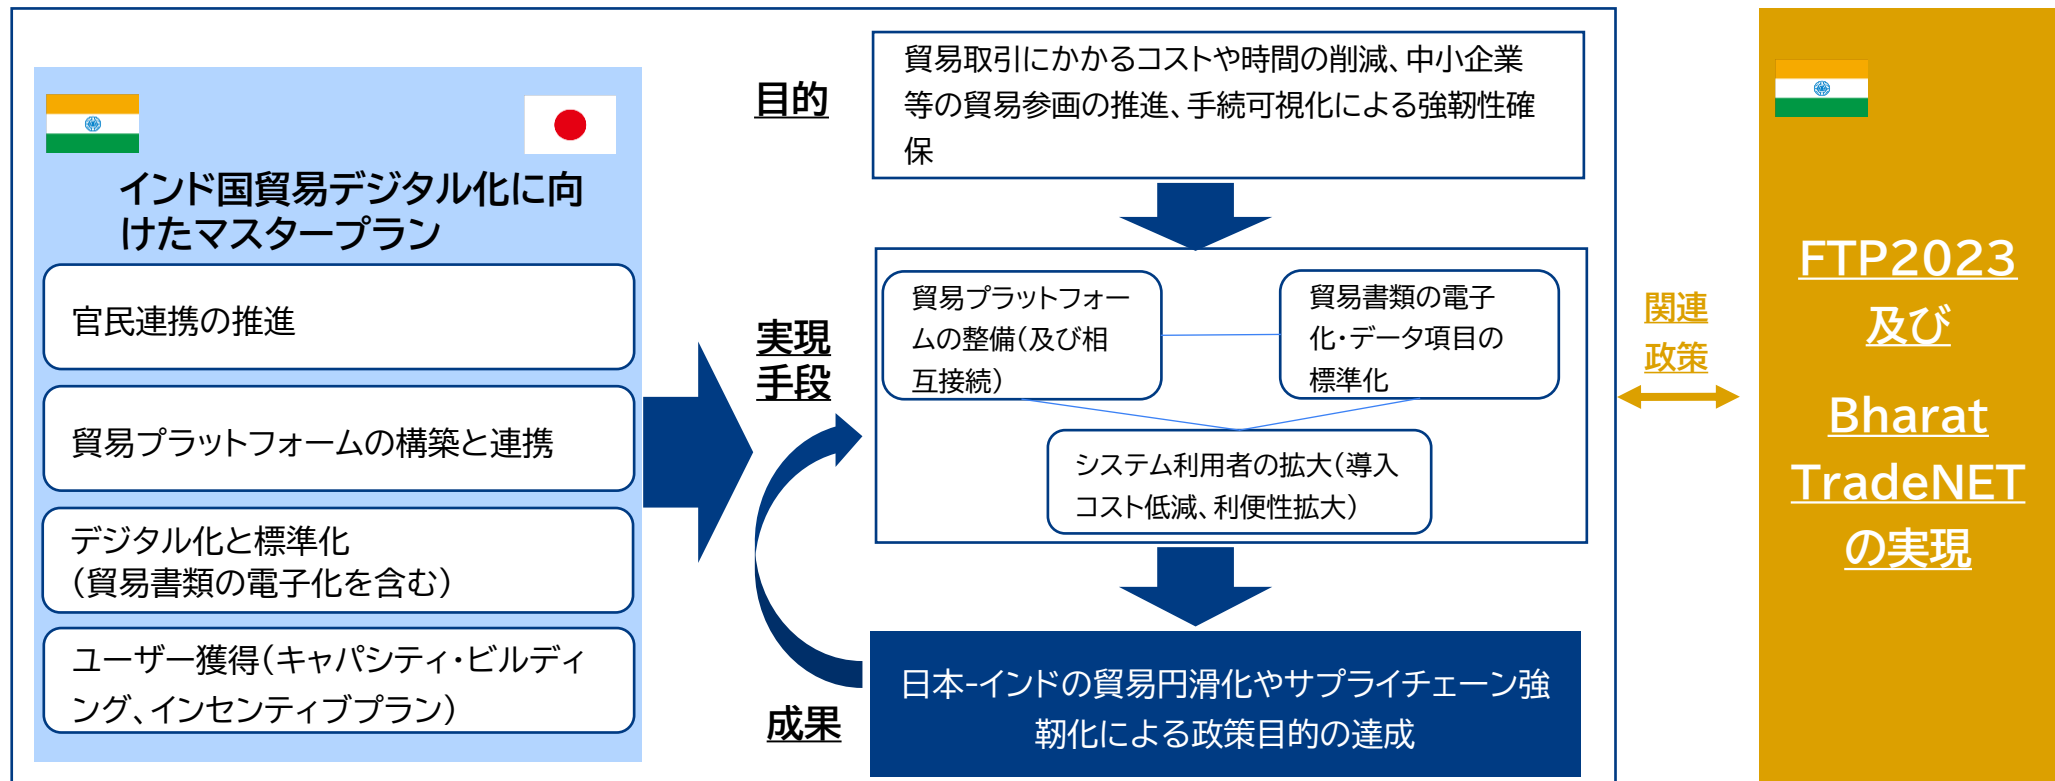 インド国貿易デジタル化に向
けたマスタープラン
官民連携の推進
貿易プラットフォームの構築と連携
デジタル化と標準化
（貿易書類の電子化を含む）
ユーザー獲得（キャパシティ・ビルディ
ング、インセンティブプラン）
目的
貿易取引にかかるコストや時間の削減、中小企業
等の貿易参画の推進、手続可視化による強靭性確
保
実現
手段
貿易プラットフォー
ムの整備（及び相
互接続）
貿易書類の電子
化・データ項目の
標準化
システム利用者の拡大（導入
コスト低減、利便性拡大）
成果
日本-インドの貿易円滑化やサプライチェーン強
靭化による政策目的の達成
関連
政策
FTP2023
及び
Bharat
TradeNET
の実現